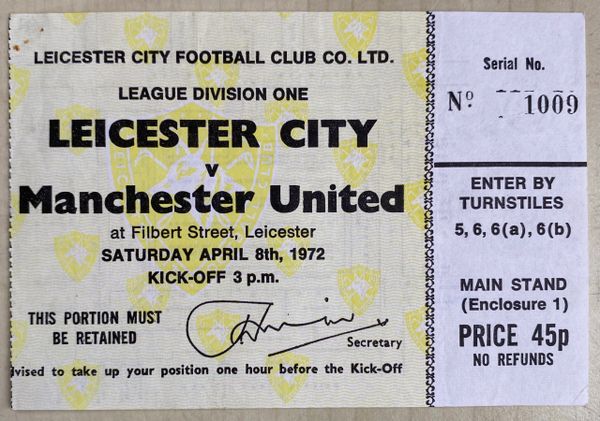 LEICESTER CITY FOOTBALL CLUB CO. LTD.
LEAGUE DIVISION ONE
LEICESTER CITY
v
Manchester United
at Filbert Street, Leicester
SATURDAY APRIL 8th, 1972
KICK-OFF 3 p.m.
THIS PORTION MUST
BE RETAINED
Secretary
vised to take up your position one hour before the Kick-Off
Serial No.
No 1009
ENTER BY
TURNSTILES
5, 6, 6(a), 6(b)
MAIN STAND
(Enclosure 1)
PRICE 45p
NO REFUNDS